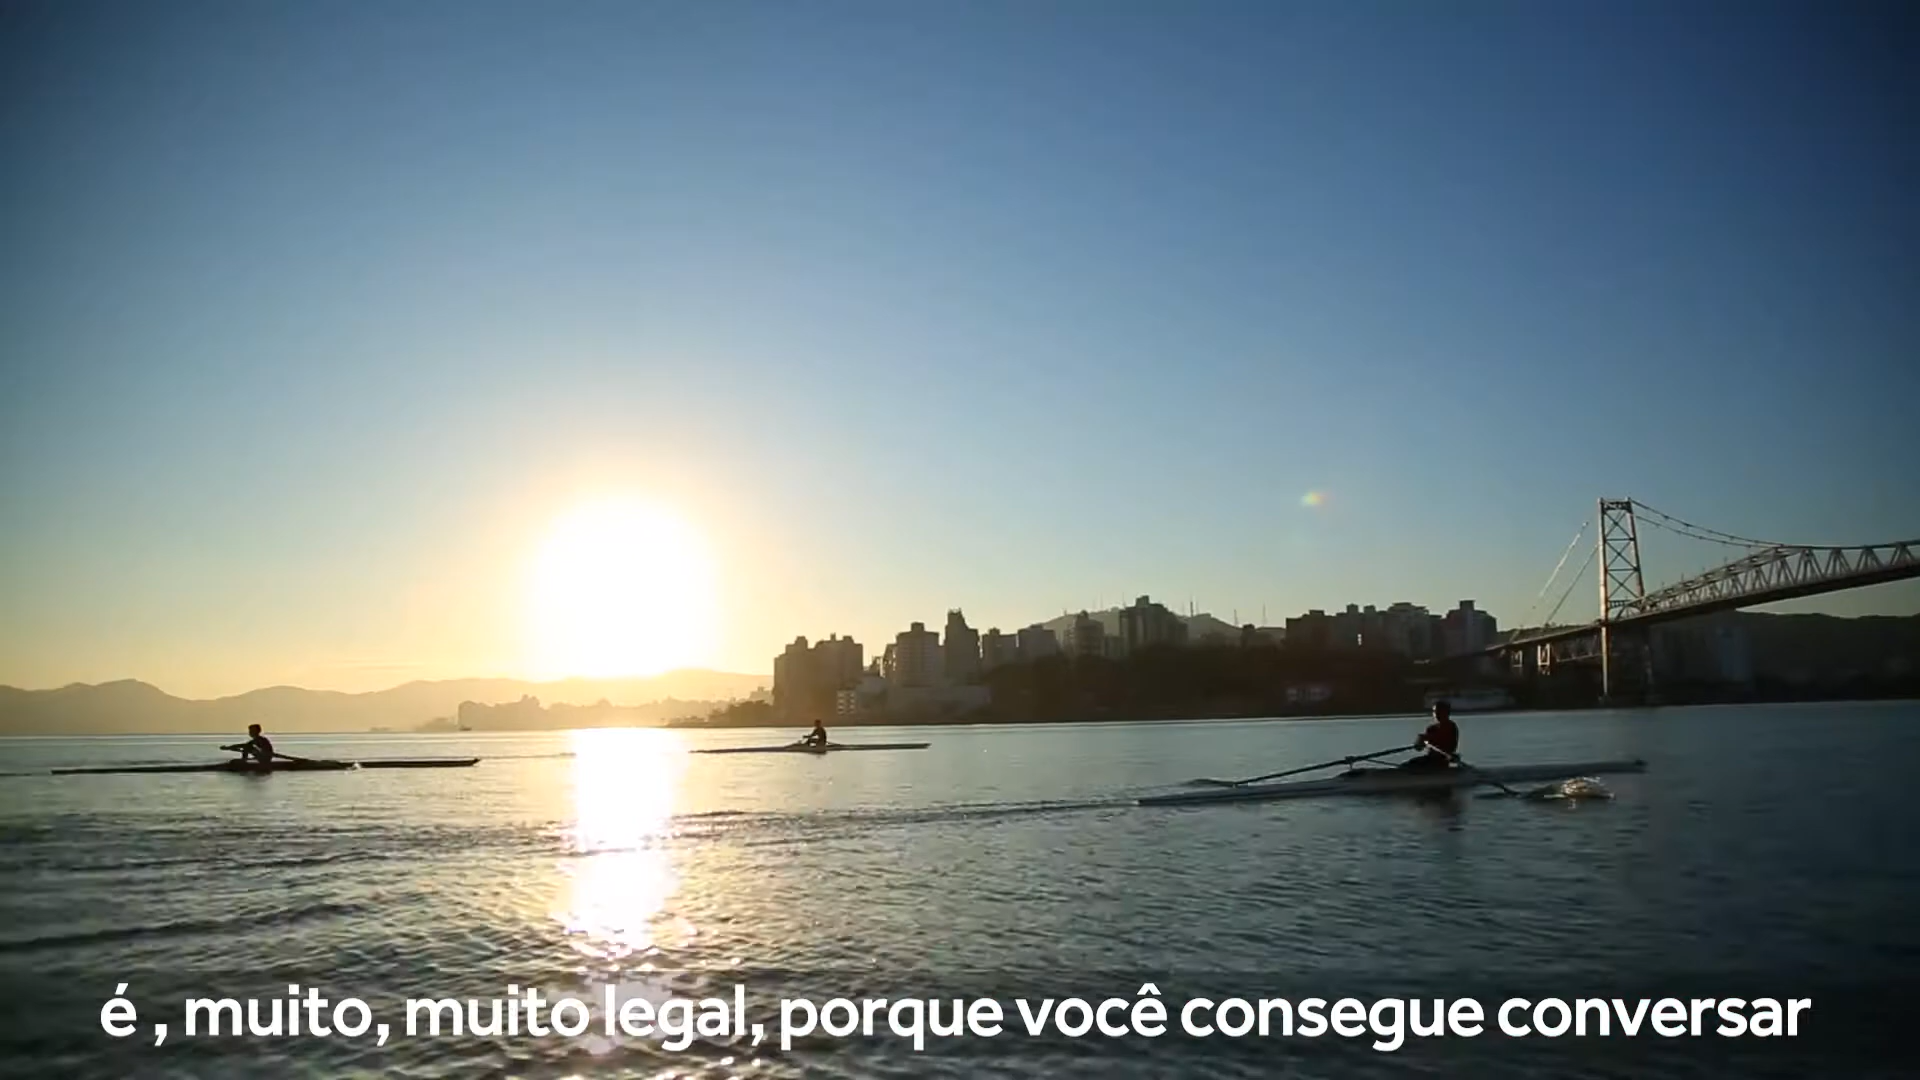 é , muito, muito legal, porque você consegue conversar